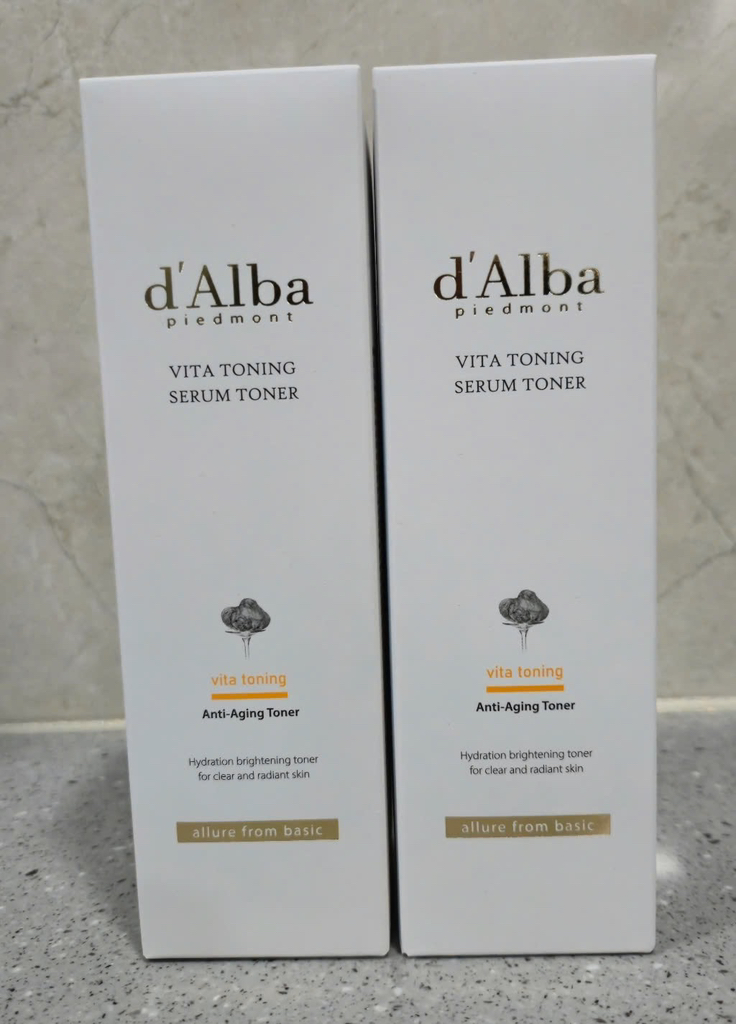 d'Alba
piedmont
VITA TONING
SERUM TONER
vita toning
Anti-Aging Toner
Hydration brightening toner
for clear and radiant skin
allure from basic
d'Alba
piedmont
VITA TONING
SERUM TONER
vita toning
Anti-Aging Toner
Hydration brightening toner
for clear and radiant skin
allure from basic